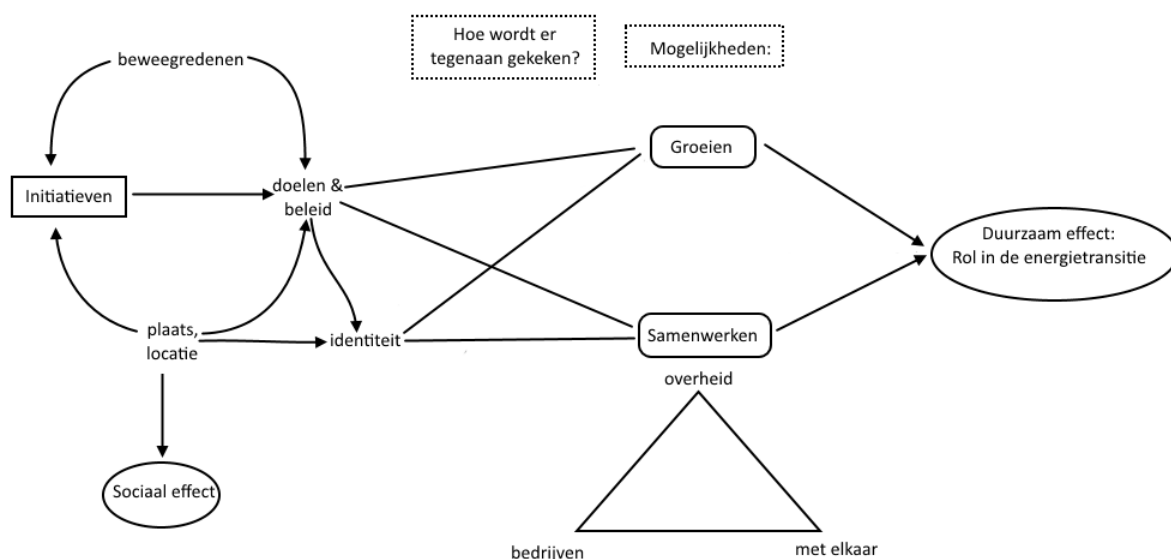 Hoe wordt er
tegenaan gekeken?
Mogelijkheden:
beweegredenen
Initiatieven
doelen &
beleid
Groeien
Duurzaam effect:
Rol in de energietransitie
plaats,
locatie
identiteit
Samenwerken
overheid
Sociaal effect
bedrijven
met elkaar